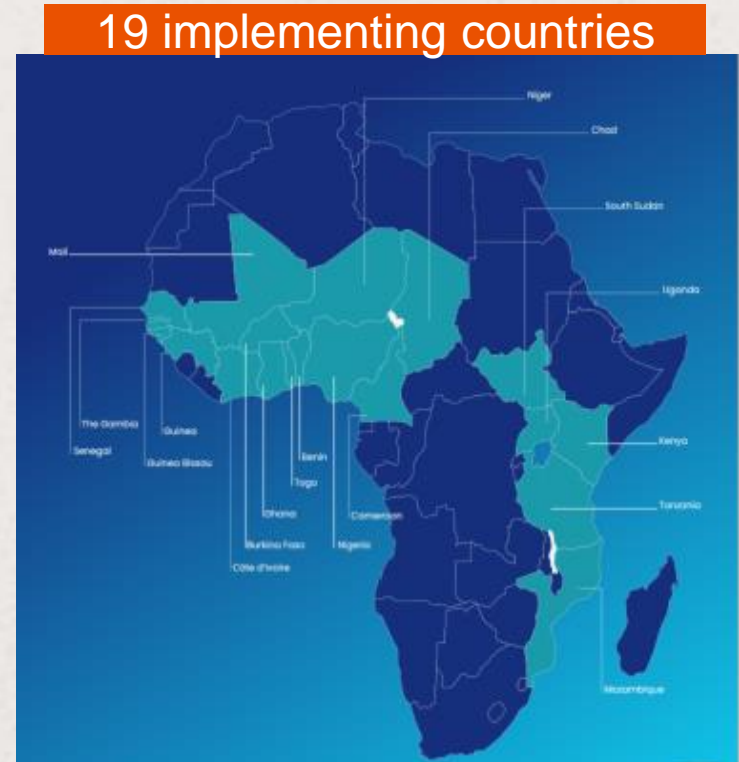 19 implementing countries
Niger
Chad
South Sudan
Mali
Uganda
The Gambia
Guinea
Kenya
Senegal
Benin
Guinea Bissau
Togo
Tanzania
Ghana
Cameroon
Burkina Faso
Nigeria
Côte d'Ivoire
Mozambique